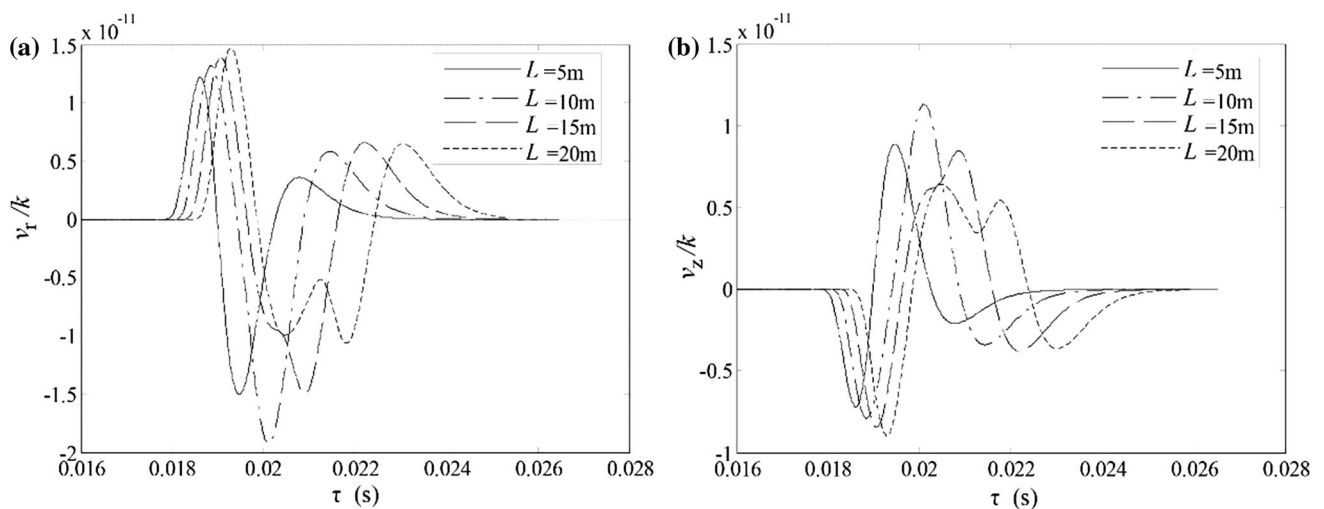 (a)
x 10⁻¹¹
1.5
1
0.5
0
-0.5
-1
-1.5
-2
vr/k
0.016 0.018 0.02 0.022 0.024 0.026 0.028
τ (s)
L =5m
L =10m
L =15m
L =20m
(b)
x 10⁻¹¹
1.5
1
0.5
0
-0.5
-1
vz/k
0.016 0.018 0.02 0.022 0.024 0.026 0.028
τ (s)
L =5m
L =10m
L =15m
L =20m